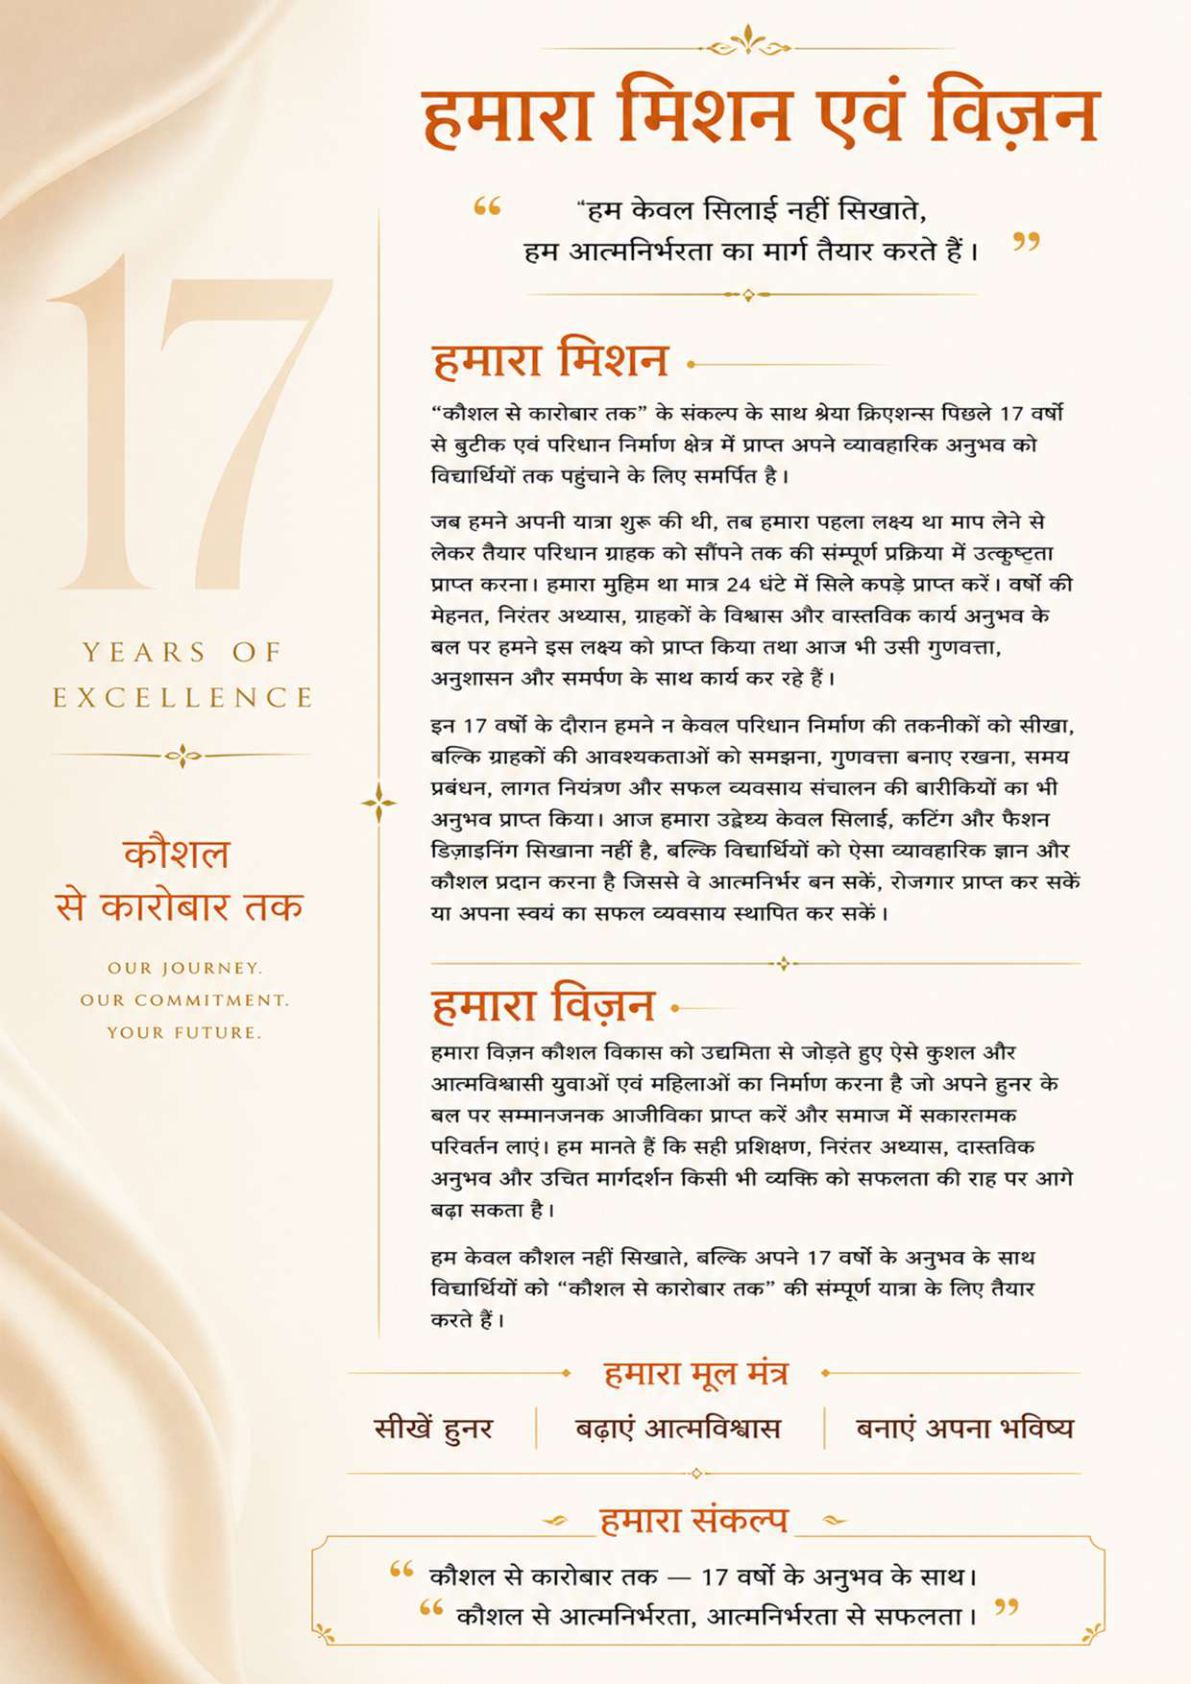 हमारा मिशन एवं विज़न
“ “हम केवल सिलाई नहीं सिखाते,
हम आत्मनिर्भरता का मार्ग तैयार करते हैं। ”
17
YEARS OF
EXCELLENCE
कौशल
से कारोबार तक
OUR JOURNEY.
OUR COMMITMENT.
YOUR FUTURE.
हमारा मिशन
“कौशल से कारोबार तक” के संकल्प के साथ श्रेया क्रिएशन्स पिछले 17 वर्षों
से बुटीक एवं परिधान निर्माण क्षेत्र में प्राप्त अपने व्यावहारिक अनुभव को
विद्यार्थियों तक पहुंचाने के लिए समर्पित है।
जब हमने अपनी यात्रा शुरू की थी, तब हमारा पहला लक्ष्य था माप लेने से
लेकर तैयार परिधान ग्राहक को सौंपने तक की संम्पूर्ण प्रक्रिया में उत्कुष्टता
प्राप्त करना। हमारा मुहिम था मात्र 24 धंटे में सिले कपड़े प्राप्त करें। वर्षों की
मेहनत, निरंतर अथ्यास, ग्राहकों के विश्वास और वास्तविक कार्य अनुभव के
बल पर हमने इस लक्ष्य को प्राप्त किया तथा आज भी उसी गुणवत्ता,
अनुशासन और समर्पण के साथ कार्य कर रहे हैं।
इन 17 वर्षों के दौरान हमने न केवल परिधान निर्माण की तकनीकों को सीखा,
बल्कि ग्राहकों की आवश्यकताओं को समझना, गुणवत्ता बनाए रखना, समय
प्रबंधन, लागत नियंत्रण और सफल व्यवसाय संचालन की बारीकियों का भी
अनुभव प्राप्त किया। आज हमारा केवल सिलाई, कटिंग और फैशन
डिज़ाइनिंग सिखाना नहीं है, बल्कि विद्यार्थियों को ऐसा व्यावहारिक ज्ञान और
कौशल प्रदान करना है जिससे वे आत्मनिर्भर बन सकें, रोजगार प्राप्त कर सकें
या अपना स्वयं का सफल व्यवसाय स्थापित कर सकें।
हमारा विज़न
हमारा विज़न कौशल विकास को उद्यमिता से जोड़ते हुए ऐसे कुशल और
आत्मविश्वासी युवाओं एवं महिलाओं का निर्माण करना है जो अपने हुनर के
बल पर सम्मानजनक आजीविका प्राप्त करें और समाज में सकारतमक
परिवर्तन लाएं। हम मानते हैं कि सही प्रशिक्षण, निरंतर अथ्यास, दास्तविक
अनुभव और उचित मार्गदर्शन किसी भी व्यक्ति को सफलता की राह पर आगे
बढ़ा सकता है।
हम केवल कौशल नहीं सिखाते, बल्कि अपने 17 वर्षों के अनुभव के साथ
विद्यार्थियों को “कौशल से कारोबार तक” की संम्पूर्ण यात्रा के लिए तैयार
करते हैं।
हमारा मूल मंत्र
सीखें हुनर | बढ़ाएं आत्मविश्वास | बनाएं अपना भविष्य
हमारा संकल्प
“ कौशल से कारोबार तक — 17 वर्षों के अनुभव के साथ।
“ कौशल से आत्मनिर्भरता, आत्मनिर्भरता से सफलता। ”